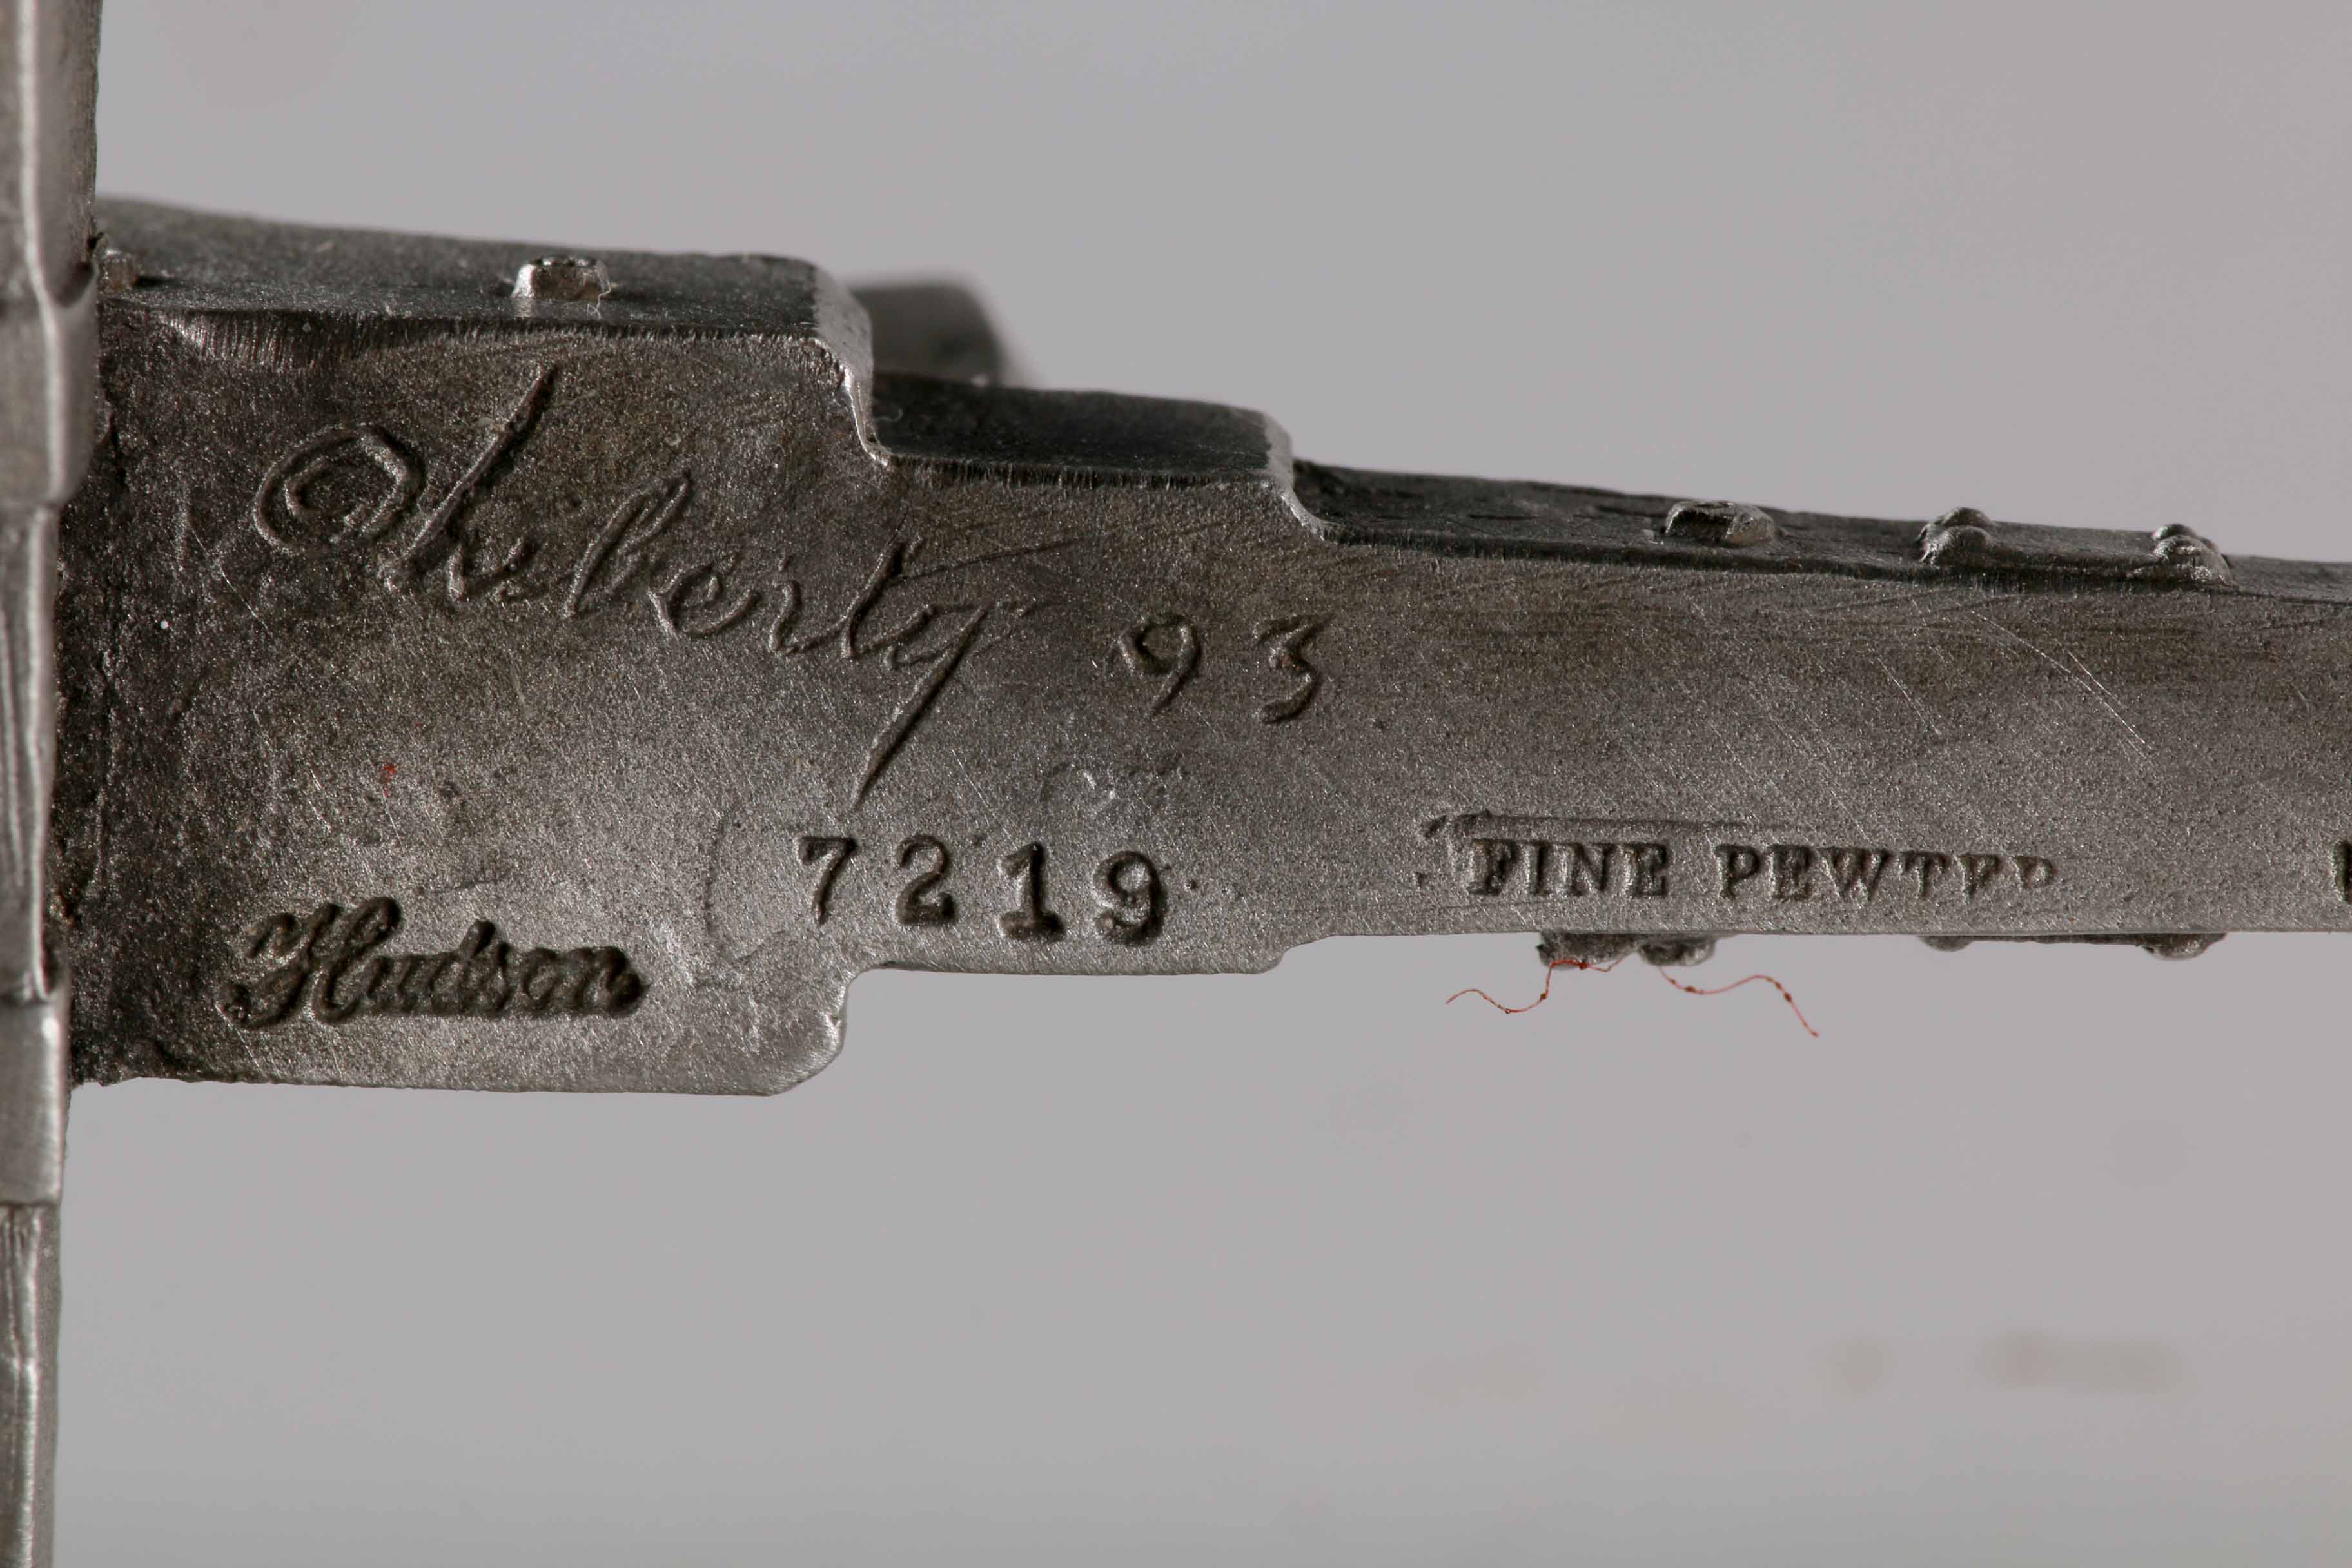 © Liberty 93
7219
FINE PEWTER
Hudson